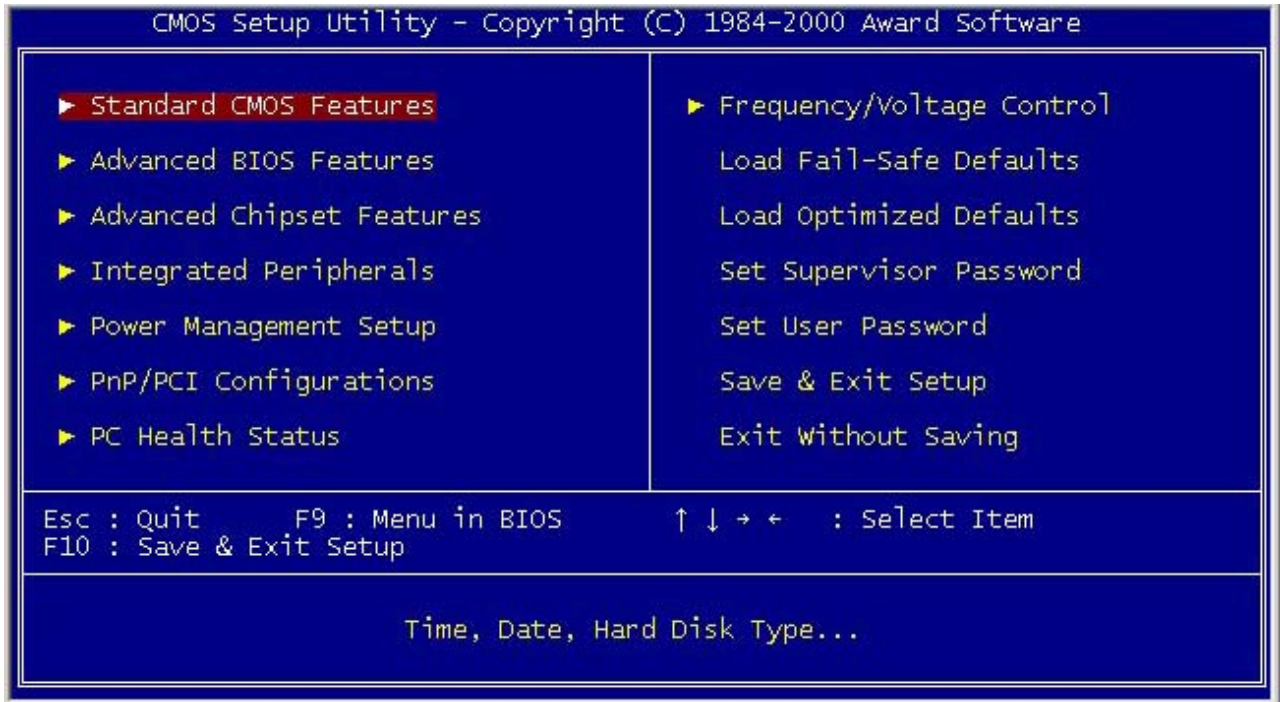 CMOS Setup Utility – Copyright (C) 1984–2000 Award Software
► Standard CMOS Features
► Advanced BIOS Features
► Advanced Chipset Features
► Integrated Peripherals
► Power Management Setup
► PnP/PCI Configurations
► PC Health Status
► Frequency/Voltage Control
Load Fail-Safe Defaults
Load Optimized Defaults
Set Supervisor Password
Set User Password
Save & Exit Setup
Exit Without Saving
Esc : Quit F9 : Menu in BIOS ↑ ↓ → ← : Select Item
F10 : Save & Exit Setup
Time, Date, Hard Disk Type...